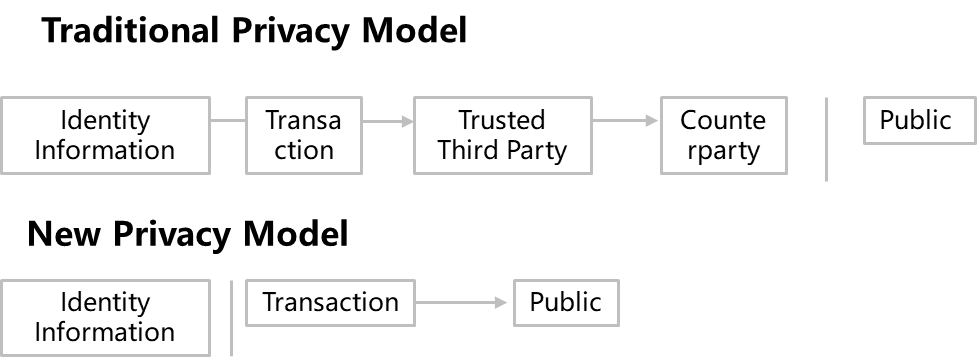 Traditional Privacy Model
Identity
Information
Transa
ction
Trusted
Third Party
Counte
rparty
Public
New Privacy Model
Identity
Information
Transaction
Public